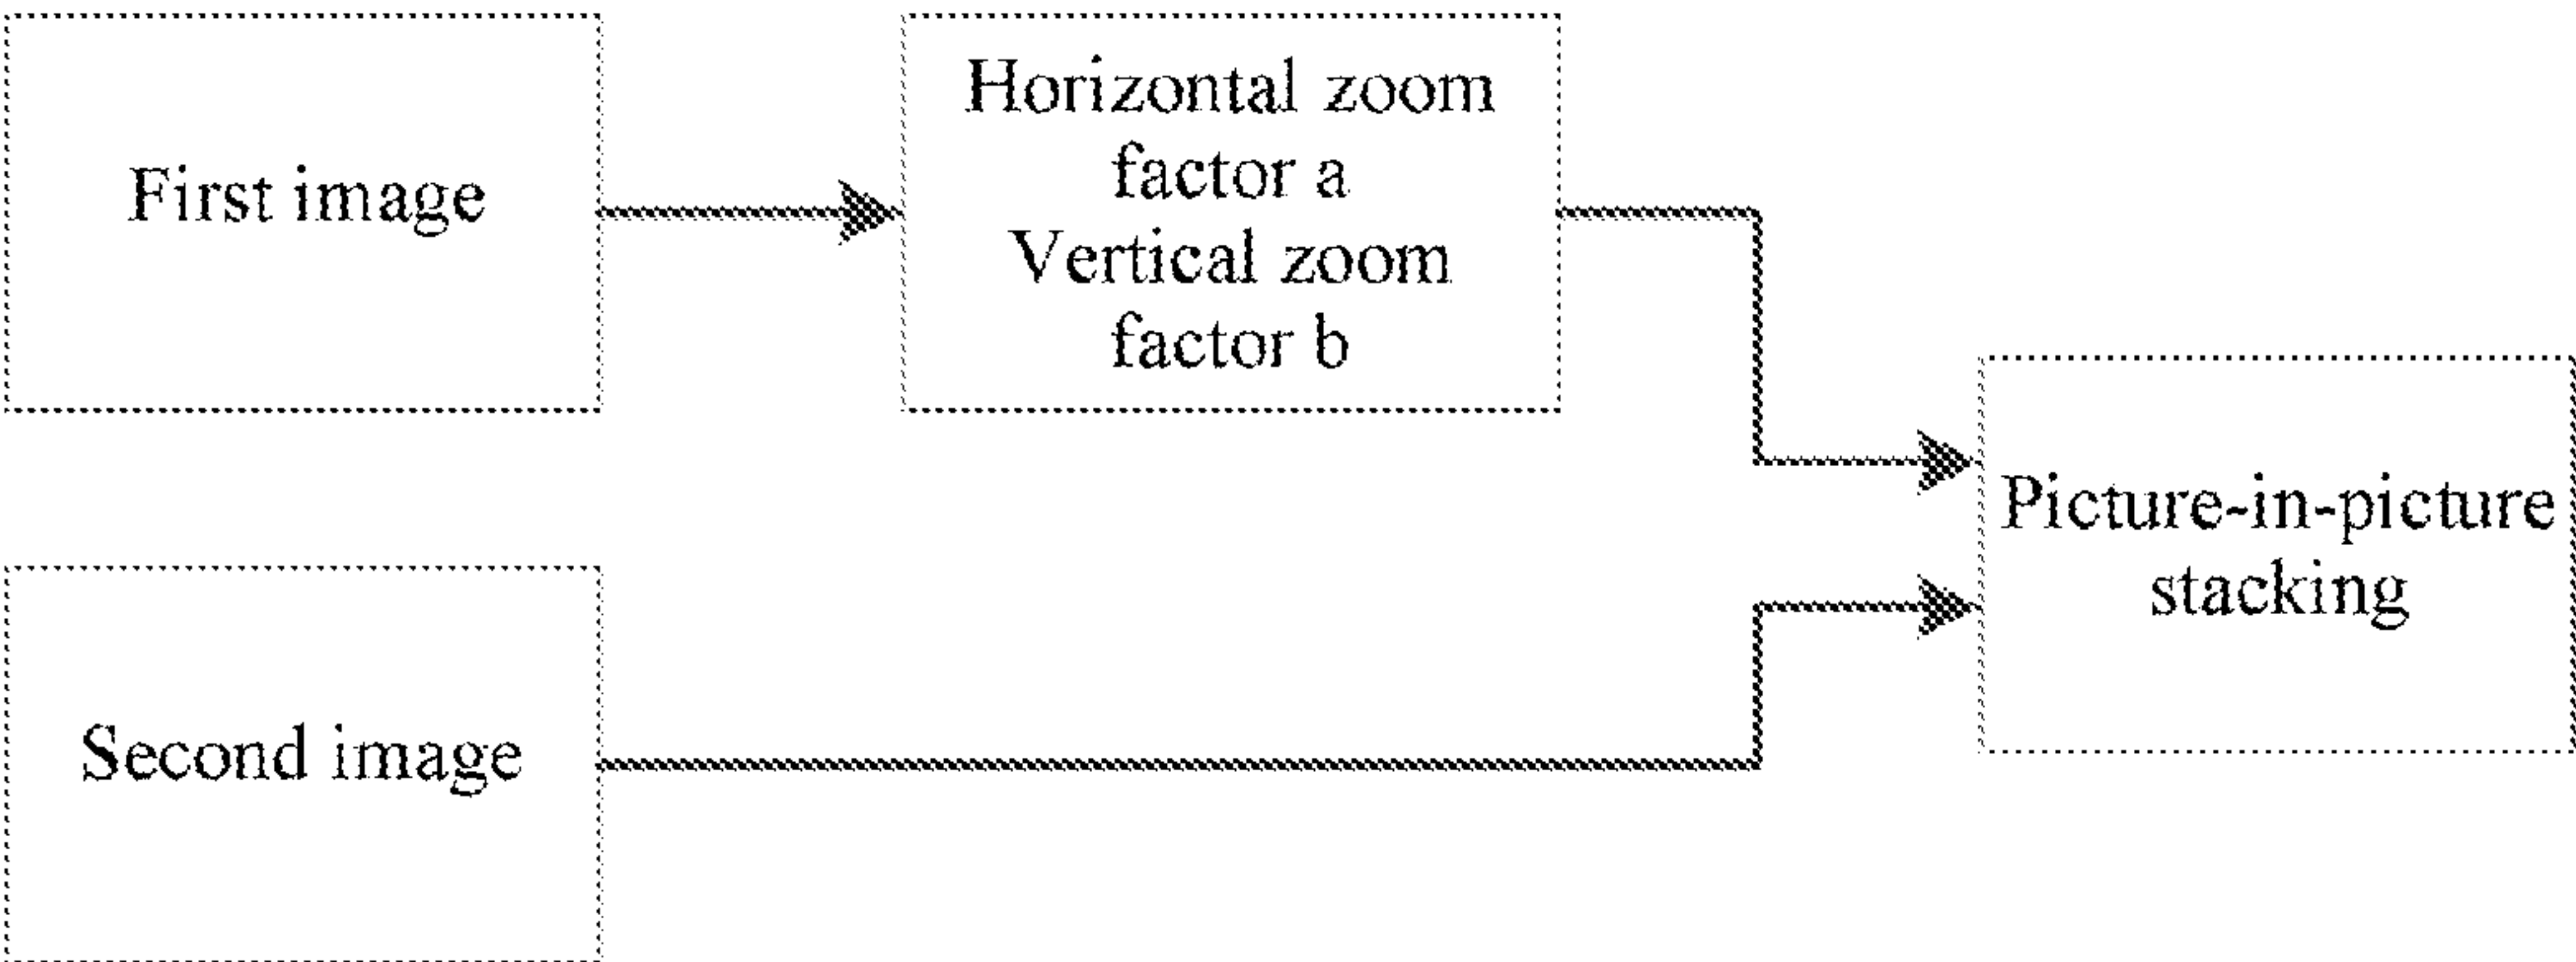 First image
Horizontal zoom
factor a
Vertical zoom
factor b
Picture-in-picture
stacking
Second image